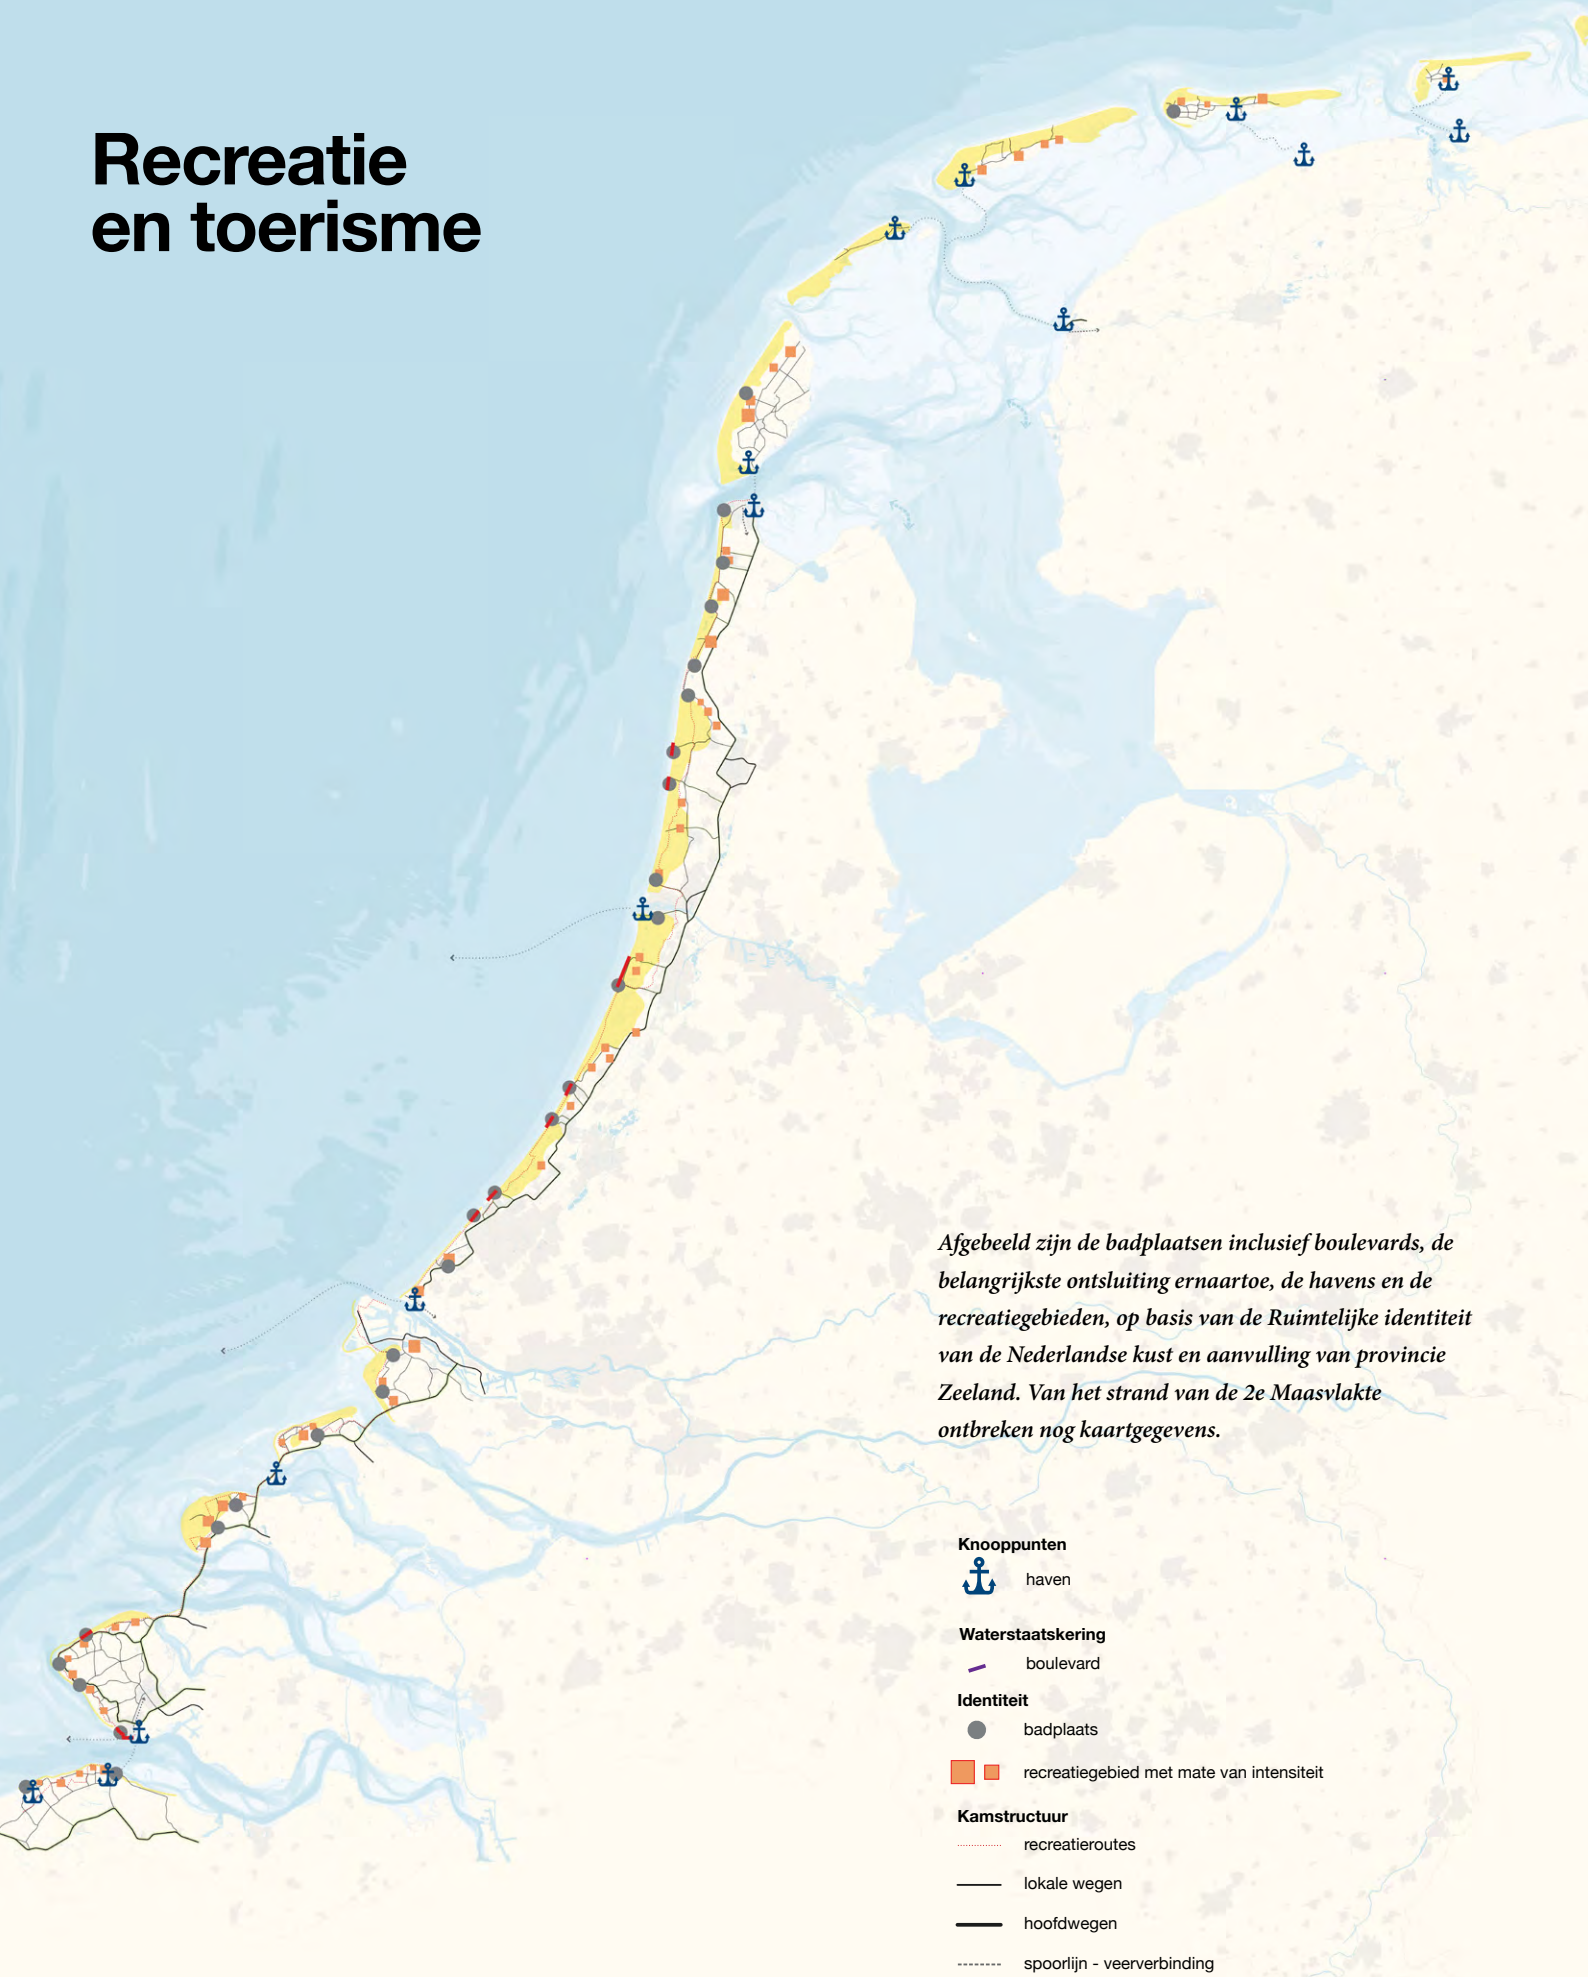 Recreatie
en toerisme
Afgebeeld zijn de badplaatsen inclusief boulevards, de
belangrijkste ontsluiting ernaartoe, de havens en de
recreatiegebieden, op basis van de Ruimtelijke identiteit
van de Nederlandse kust en aanvulling van provincie
Zeeland. Van het strand van de 2e Maasvlakte
ontbreken nog kaartgegevens.
Knooppunten
haven
Waterstaatskering
boulevard
Identiteit
badplaats
recreatiegebied met mate van intensiteit
Kamstructuur
recreatieroutes
lokale wegen
hoofdwegen
spoorlijn - veerverbinding